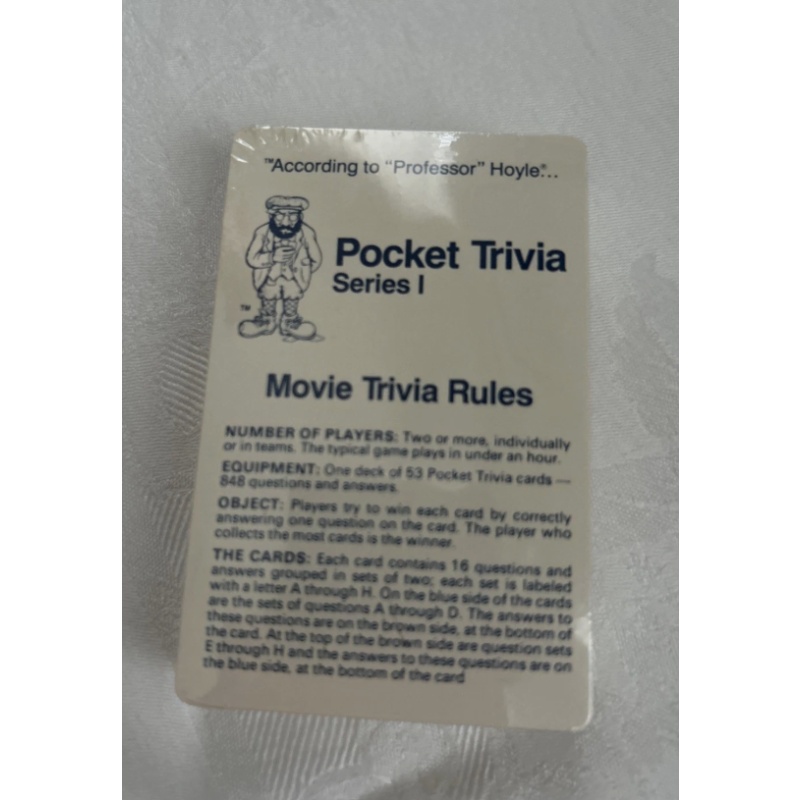 ™According to "Professor" Hoyle®...
Pocket Trivia
Series I
TM
Movie Trivia Rules
NUMBER OF PLAYERS: Two or more, individually
or in teams. The typical game plays in under an hour.
EQUIPMENT: One deck of 53 Pocket Trivia cards —
848 questions and answers.
OBJECT: Players try to win each card by correctly
answering one question on the card. The player who
collects the most cards is the winner.
THE CARDS: Each card contains 16 questions and
answers grouped in sets of two; each set is labeled
with a letter A through H. On the blue side of the cards
are the sets of questions A through D. The answers to
these questions are on the brown side, at the bottom of
the card. At the top of the brown side are question sets
E through H and the answers to these questions are on
the blue side, at the bottom of the card